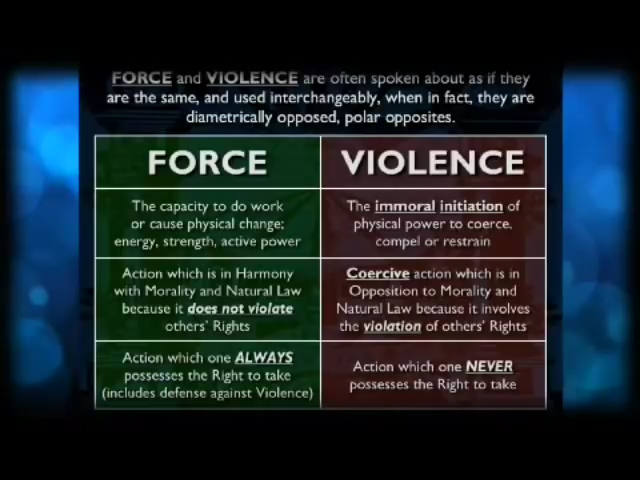 FORCE and VIOLENCE are often spoken about as if they
are the same, and used interchangeably, when in fact, they are
diametrically opposed, polar opposites.
FORCE
VIOLENCE
The capacity to do work
or cause physical change;
energy, strength, active power
The immoral initiation of
physical power to coerce,
compel or restrain
Action which is in Harmony
with Morality and Natural Law
because it does not violate
others' Rights
Coercive action which is in
Opposition to Morality and
Natural Law because it involves
the violation of others' Rights
Action which one ALWAYS
possesses the Right to take
(includes defense against Violence)
Action which one NEVER
possesses the Right to take